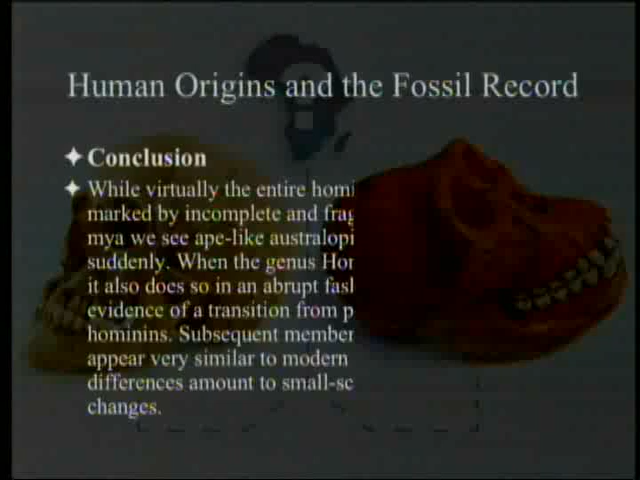 Human Origins and the Fossil Record
Conclusion
While virtually the entire homi
marked by incomplete and frag
mya we see ape-like australopi
suddenly. When the genus Hor
it also does so in an abrupt fasl
evidence of a transition from p
hominins. Subsequent member
appear very similar to modern
differences amount to small-sc
changes.